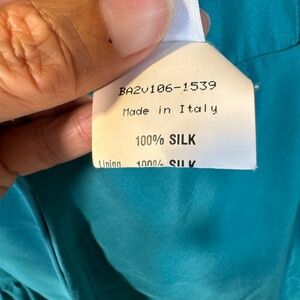 BA2V106-1539
Made in Italy
100% SILK
Lining 100% SILK